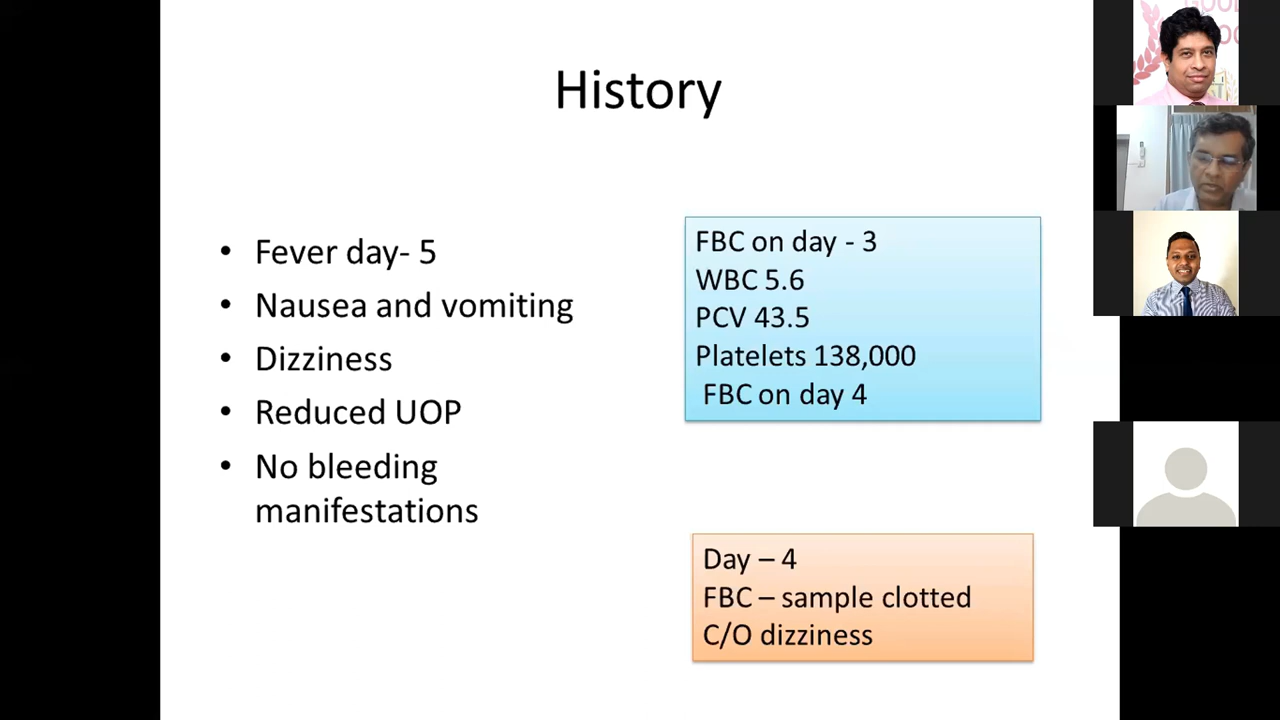 History
• Fever day- 5
• Nausea and vomiting
• Dizziness
• Reduced UOP
• No bleeding
manifestations
FBC on day - 3
WBC 5.6
PCV 43.5
Platelets 138,000
FBC on day 4
Day – 4
FBC – sample clotted
C/O dizziness